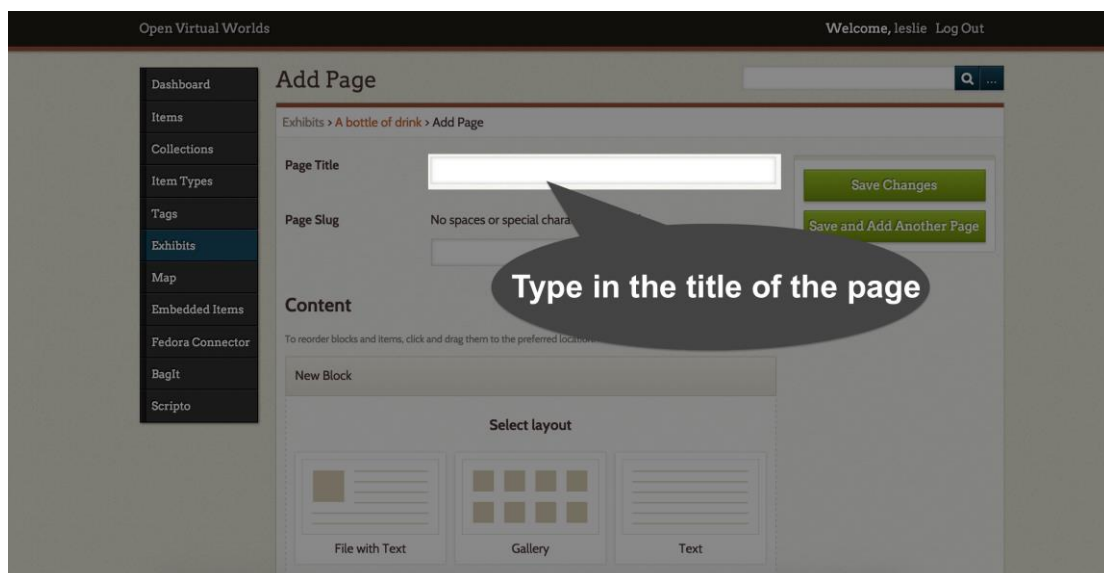 Open Virtual Worlds
Welcome, leslie Log Out
Dashboard
Items
Collections
Item Types
Tags
Exhibits
Map
Embedded Items
Fedora Connector
BagIt
Scripto
Add Page
...
Exhibits > A bottle of drink > Add Page
Page Title
Save Changes
Save and Add Another Page
Page Slug
No spaces or special
Type in the title of the page
Content
To reorder blocks and items, click and drag them to the preferred
New Block
Select layout
File with Text
Gallery
Text